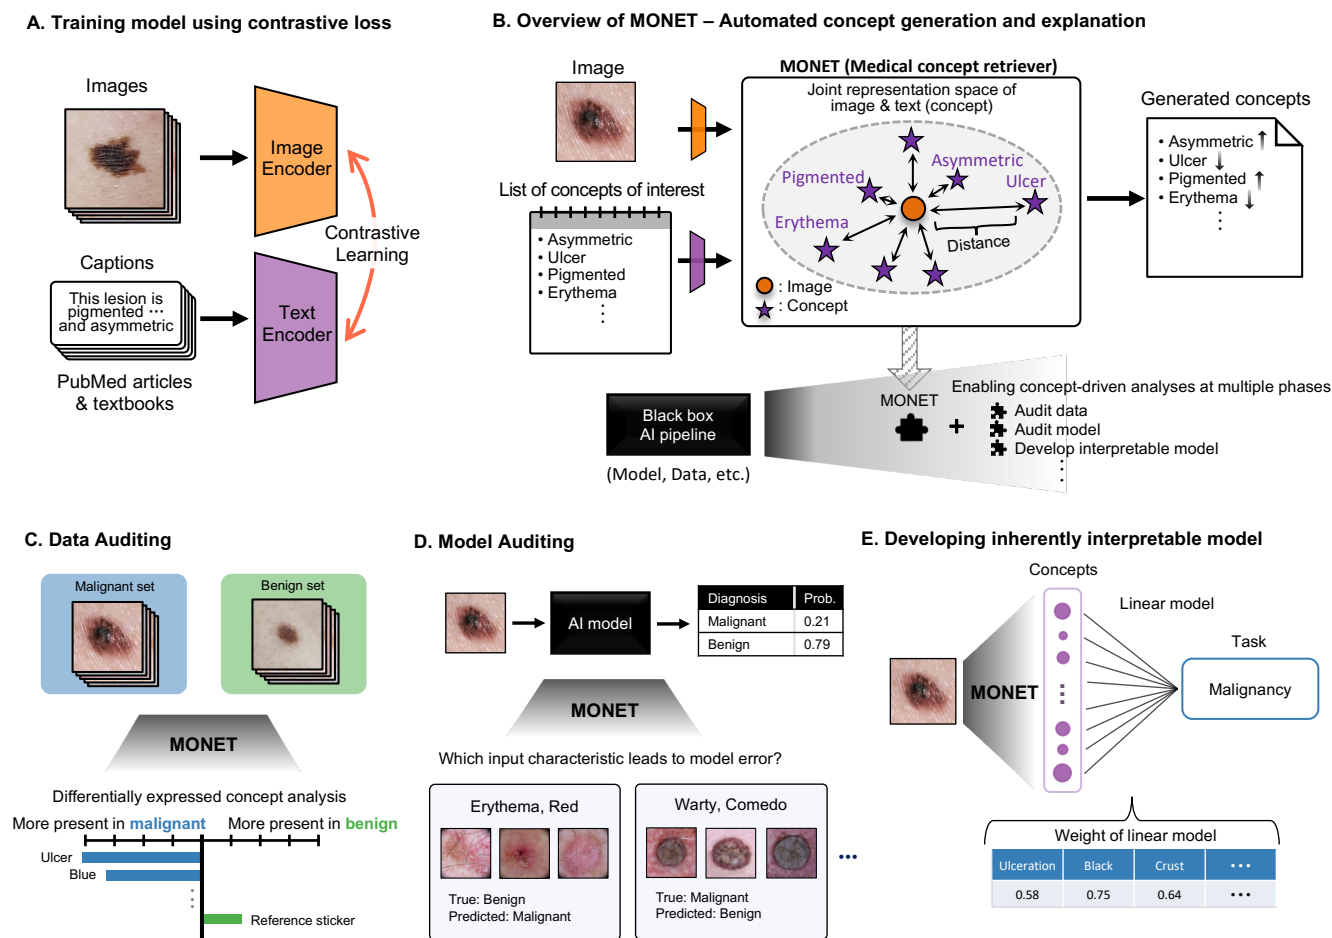 A. Training model using contrastive loss
Images
Image
Encoder
Contrastive
Learning
Captions
This lesion is
pigmented ···
and asymmetric
Text
Encoder
PubMed articles
& textbooks
B. Overview of MONET – Automated concept generation and explanation
Image
List of concepts of interest
• Asymmetric
• Ulcer
• Pigmented
• Erythema
⋮
MONET (Medical concept retriever)
Joint representation space of
image & text (concept)
Asymmetric
Pigmented
Ulcer
Erythema
Distance
: Image
: Concept
Generated concepts
• Asymmetric ↑
• Ulcer ↓
• Pigmented ↑
• Erythema ↓
⋮
Black box
AI pipeline
(Model, Data, etc.)
MONET
+
Enabling concept-driven analyses at multiple phases
Audit data
Audit model
Develop interpretable model
⋮
C. Data Auditing
Malignant set
Benign set
MONET
Differentially expressed concept analysis
More present in malignant
More present in benign
Ulcer
Blue
⋮
Reference sticker
D. Model Auditing
AI model
Diagnosis Prob.
Malignant 0.21
Benign 0.79
MONET
Which input characteristic leads to model error?
Erythema, Red
True: Benign
Predicted: Malignant
Warty, Comedo
True: Malignant
Predicted: Benign
•••
E. Developing inherently interpretable model
Concepts
Linear model
Task
MONET
⋮
Malignancy
Weight of linear model
Ulceration Black Crust •••
0.58 0.75 0.64 •••